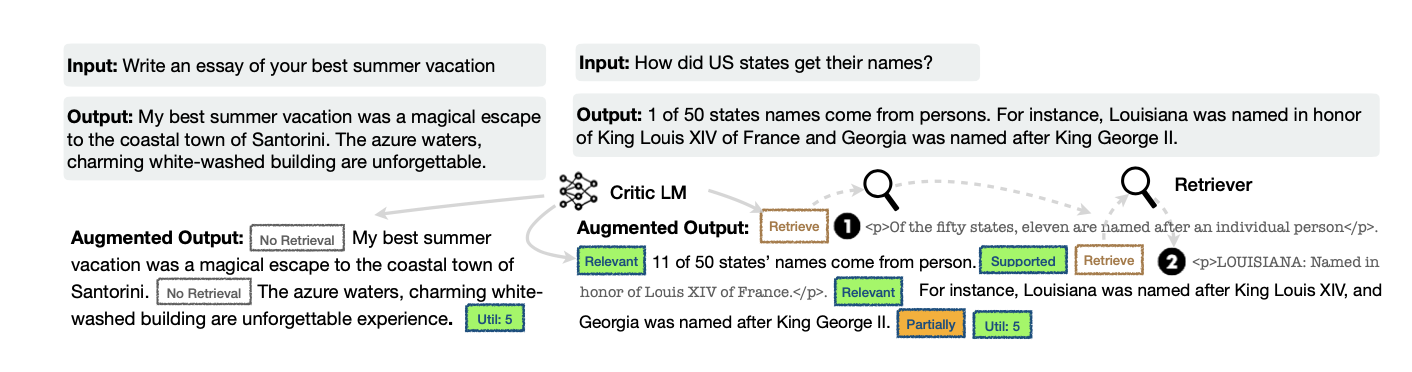 Input: Write an essay of your best summer vacation
Output: My best summer vacation was a magical escape
to the coastal town of Santorini. The azure waters,
charming white-washed building are unforgettable.
Input: How did US states get their names?
Output: 1 of 50 states names come from persons. For instance, Louisiana was named in honor
of King Louis XIV of France and Georgia was named after King George II.
Critic LM
Retriever
Augmented Output: No Retrieval My best summer
vacation was a magical escape to the coastal town of
Santorini. No Retrieval The azure waters, charming white-
washed building are unforgettable experience. Util: 5
Augmented Output: Retrieve 1 <p>Of the fifty states, eleven are named after an individual person</p>.
Relevant 11 of 50 states' names come from person. Supported Retrieve 2 <p>LOUISIANA: Named in
honor of Louis XIV of France.</p>. Relevant For instance, Louisiana was named after King Louis XIV, and
Georgia was named after King George II. Partially Util: 5